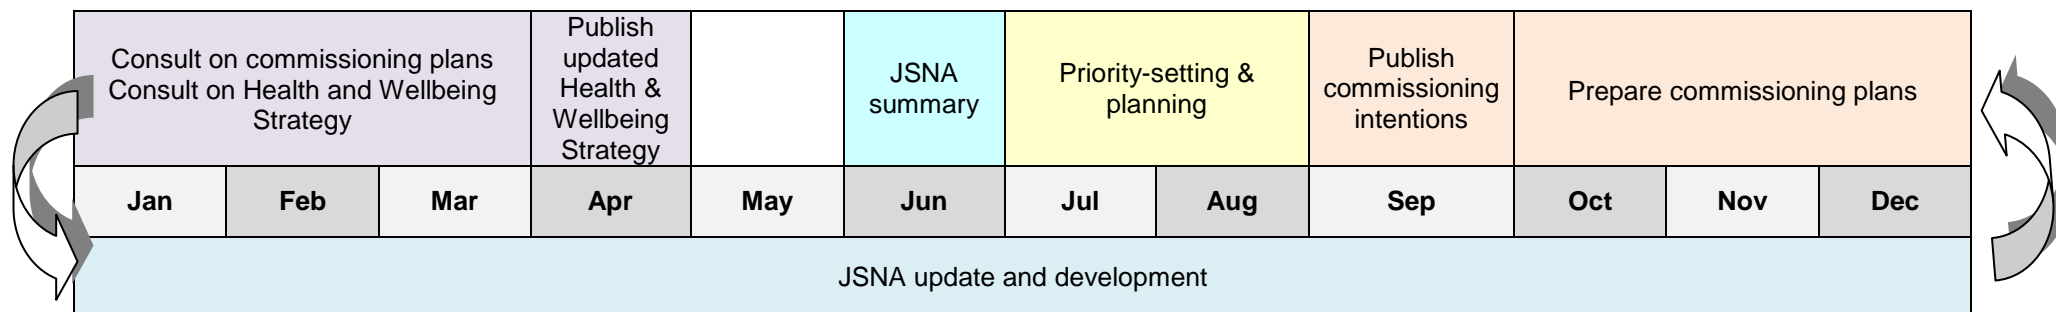 Consult on commissioning plans
Consult on Health and Wellbeing
Strategy
Publish
updated
Health &
Wellbeing
Strategy
JSNA
summary
Priority-setting &
planning
Publish
commissioning
intentions
Prepare commissioning plans
Jan Feb Mar Apr May Jun Jul Aug Sep Oct Nov Dec
JSNA update and development